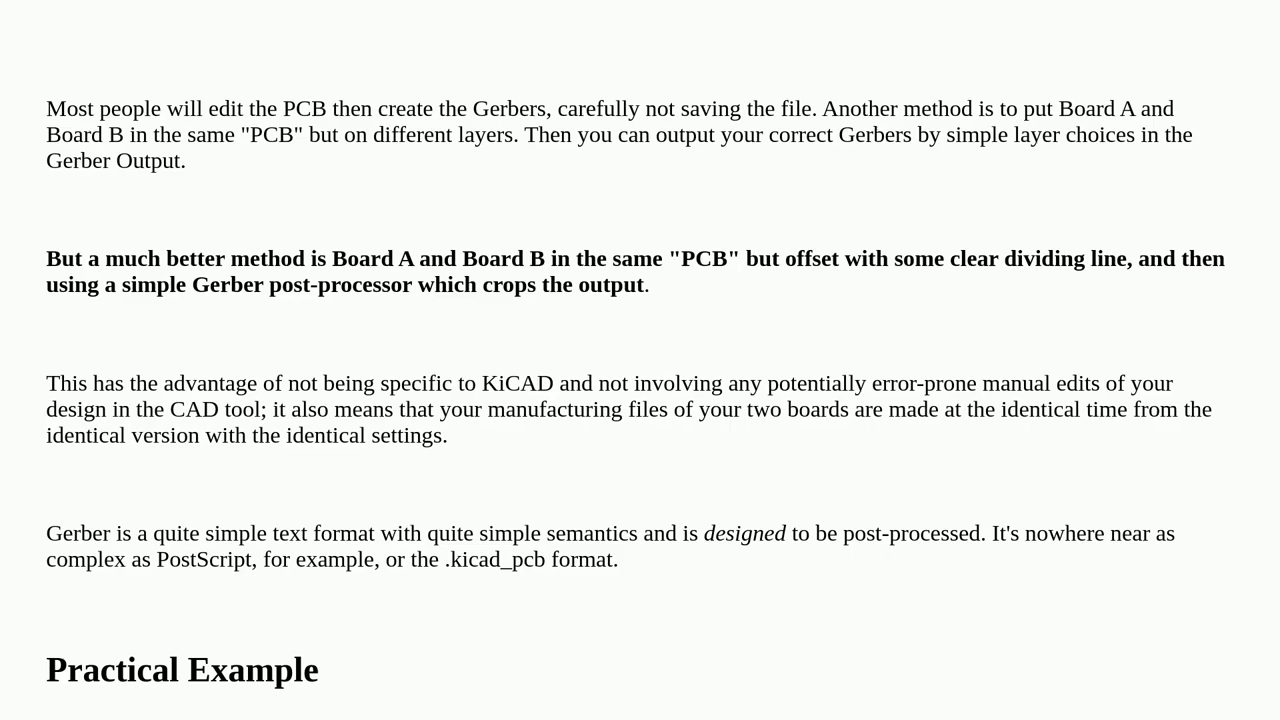 Most people will edit the PCB then create the Gerbers, carefully not saving the file. Another method is to put Board A and
Board B in the same "PCB" but on different layers. Then you can output your correct Gerbers by simple layer choices in the
Gerber Output.
But a much better method is Board A and Board B in the same "PCB" but offset with some clear dividing line, and then
using a simple Gerber post-processor which crops the output.
This has the advantage of not being specific to KiCAD and not involving any potentially error-prone manual edits of your
design in the CAD tool; it also means that your manufacturing files of your two boards are made at the identical time from the
identical version with the identical settings.
Gerber is a quite simple text format with quite simple semantics and is designed to be post-processed. It's nowhere near as
complex as PostScript, for example, or the .kicad_pcb format.
Practical Example